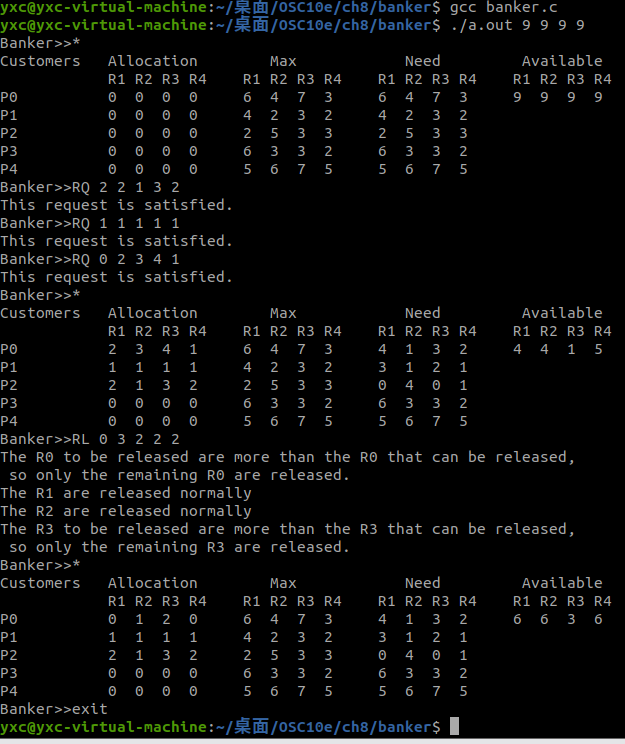 yxc@yxc-virtual-machine:~/桌面/OSC10e/ch8/banker$ gcc banker.c
yxc@yxc-virtual-machine:~/桌面/OSC10e/ch8/banker$ ./a.out 9 9 9 9
Banker>>*
Customers   Allocation        Max            Need         Available
            R1 R2 R3 R4    R1 R2 R3 R4    R1 R2 R3 R4    R1 R2 R3 R4
P0          0  0  0  0     6  4  7  3     6  4  7  3     9  9  9  9
P1          0  0  0  0     4  2  3  2     4  2  3  2
P2          0  0  0  0     2  5  3  3     2  5  3  3
P3          0  0  0  0     6  3  3  2     6  3  3  2
P4          0  0  0  0     5  6  7  5     5  6  7  5
Banker>>RQ 2 2 1 3 2
This request is satisfied.
Banker>>RQ 1 1 1 1 1
This request is satisfied.
Banker>>RQ 0 2 3 4 1
This request is satisfied.
Banker>>*
Customers   Allocation        Max            Need         Available
            R1 R2 R3 R4    R1 R2 R3 R4    R1 R2 R3 R4    R1 R2 R3 R4
P0          2  3  4  1     6  4  7  3     4  1  3  2     4  4  1  5
P1          1  1  1  1     4  2  3  2     3  1  2  1
P2          2  1  3  2     2  5  3  3     0  4  0  1
P3          0  0  0  0     6  3  3  2     6  3  3  2
P4          0  0  0  0     5  6  7  5     5  6  7  5
Banker>>RL 0 3 2 2 2
The R0 to be released are more than the R0 that can be released,
 so only the remaining R0 are released.
The R1 are released normally
The R2 are released normally
The R3 to be released are more than the R3 that can be released,
 so only the remaining R3 are released.
Banker>>*
Customers   Allocation        Max            Need         Available
            R1 R2 R3 R4    R1 R2 R3 R4    R1 R2 R3 R4    R1 R2 R3 R4
P0          0  1  2  0     6  4  7  3     4  1  3  2     6  6  3  6
P1          1  1  1  1     4  2  3  2     3  1  2  1
P2          2  1  3  2     2  5  3  3     0  4  0  1
P3          0  0  0  0     6  3  3  2     6  3  3  2
P4          0  0  0  0     5  6  7  5     5  6  7  5
Banker>>exit
yxc@yxc-virtual-machine:~/桌面/OSC10e/ch8/banker$